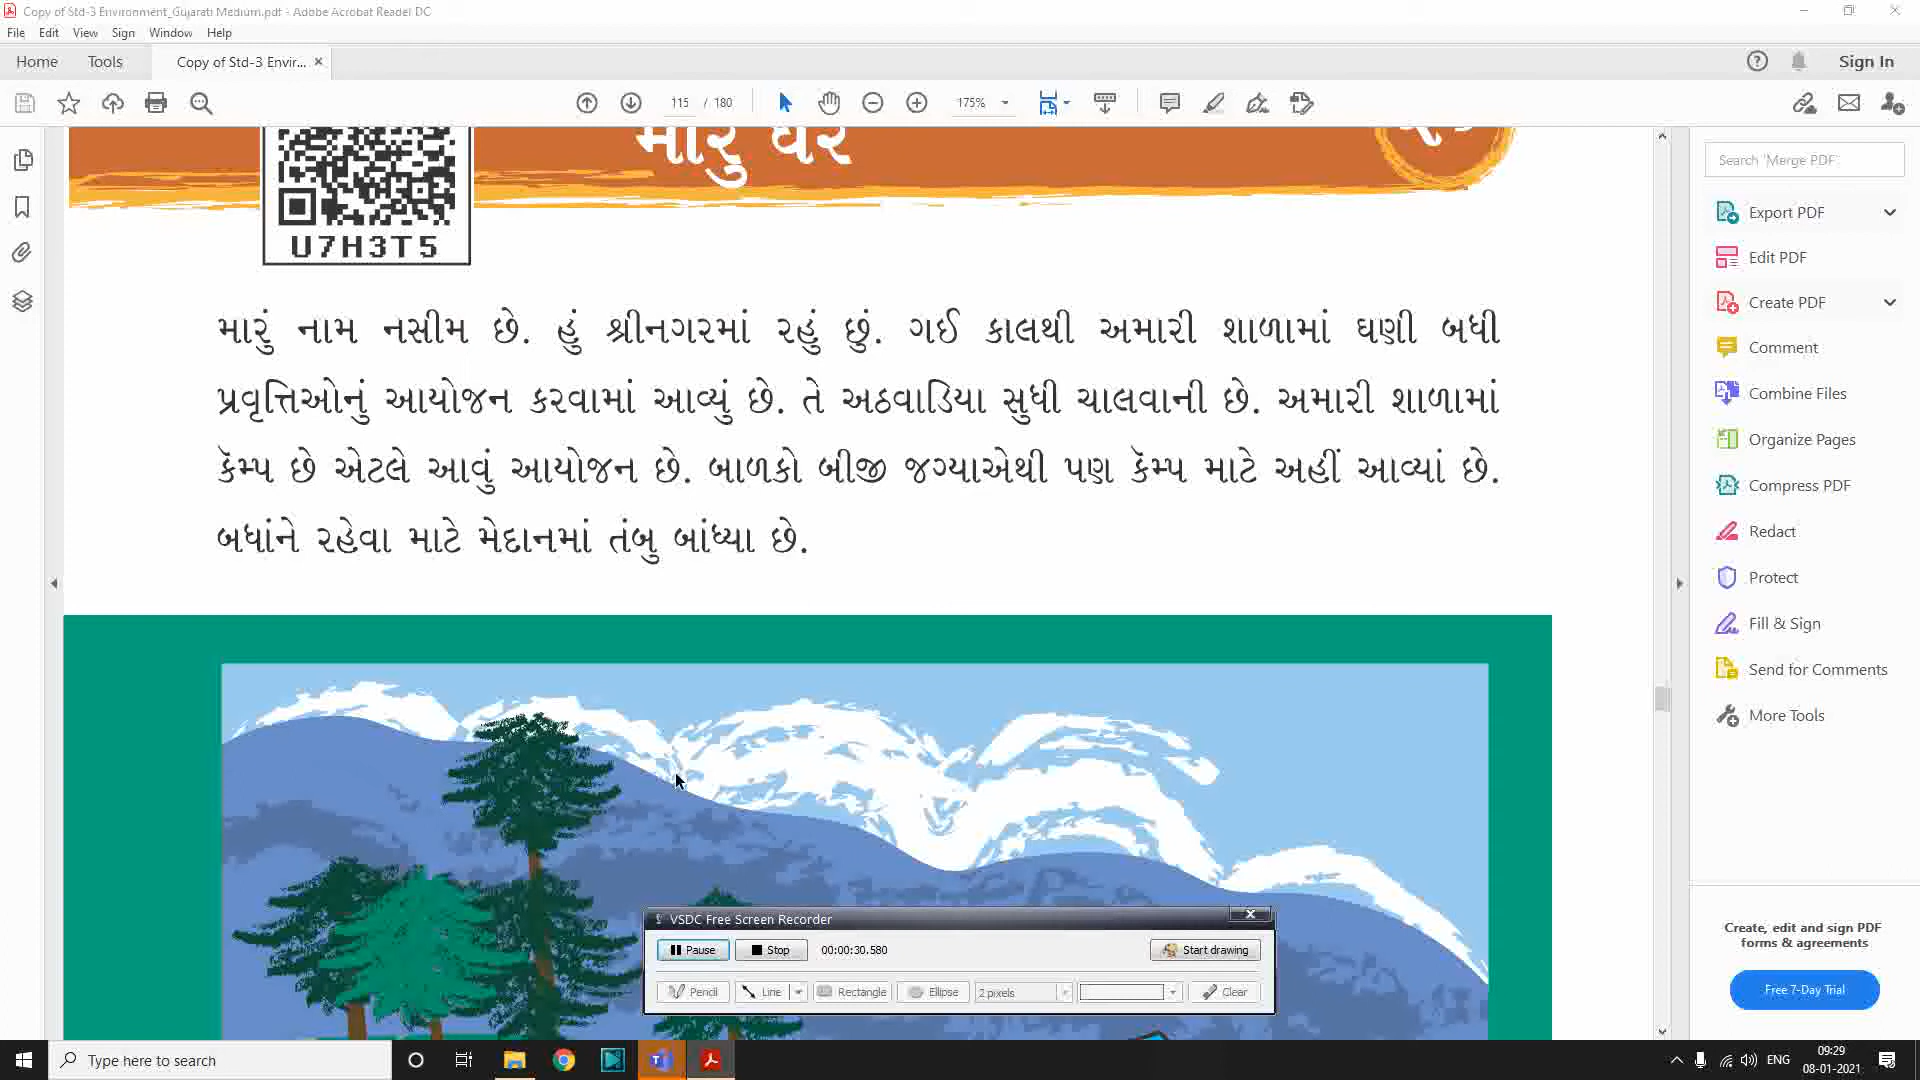 Copy of Std-3 Environment_Gujarati Medium.pdf - Adobe Acrobat Reader DC
File Edit View Sign Window Help
Home Tools Copy of Std-3 Envir... Sign In
115 / 180 175%
Search 'Merge PDF'
મારું ઘર
U7H3T5
મારું નામ નસીમ છે. હું શ્રીનગરમાં રહું છું. ગઈ કાલથી અમારી શાળામાં ઘણી બધી
પ્રવૃત્તિઓનું આયોજન કરવામાં આવ્યું છે. તે અઠવાડિયા સુધી ચાલવાની છે. અમારી શાળામાં
કૅમ્પ છે એટલે આવું આયોજન છે. બાળકો બીજી જગ્યાએથી પણ કૅમ્પ માટે અહીં આવ્યાં છે.
બધાંને રહેવા માટે મેદાનમાં તંબુ બાંધ્યા છે.
Export PDF
Edit PDF
Create PDF
Comment
Combine Files
Organize Pages
Compress PDF
Redact
Protect
Fill & Sign
Send for Comments
More Tools
Create, edit and sign PDF
forms & agreements
Free 7-Day Trial
VSDC Free Screen Recorder
Pause Stop 00:00:30.580 Start drawing
Pencil Line Rectangle Ellipse 2 pixels Clear
Type here to search
ENG
09:29
08-01-2021